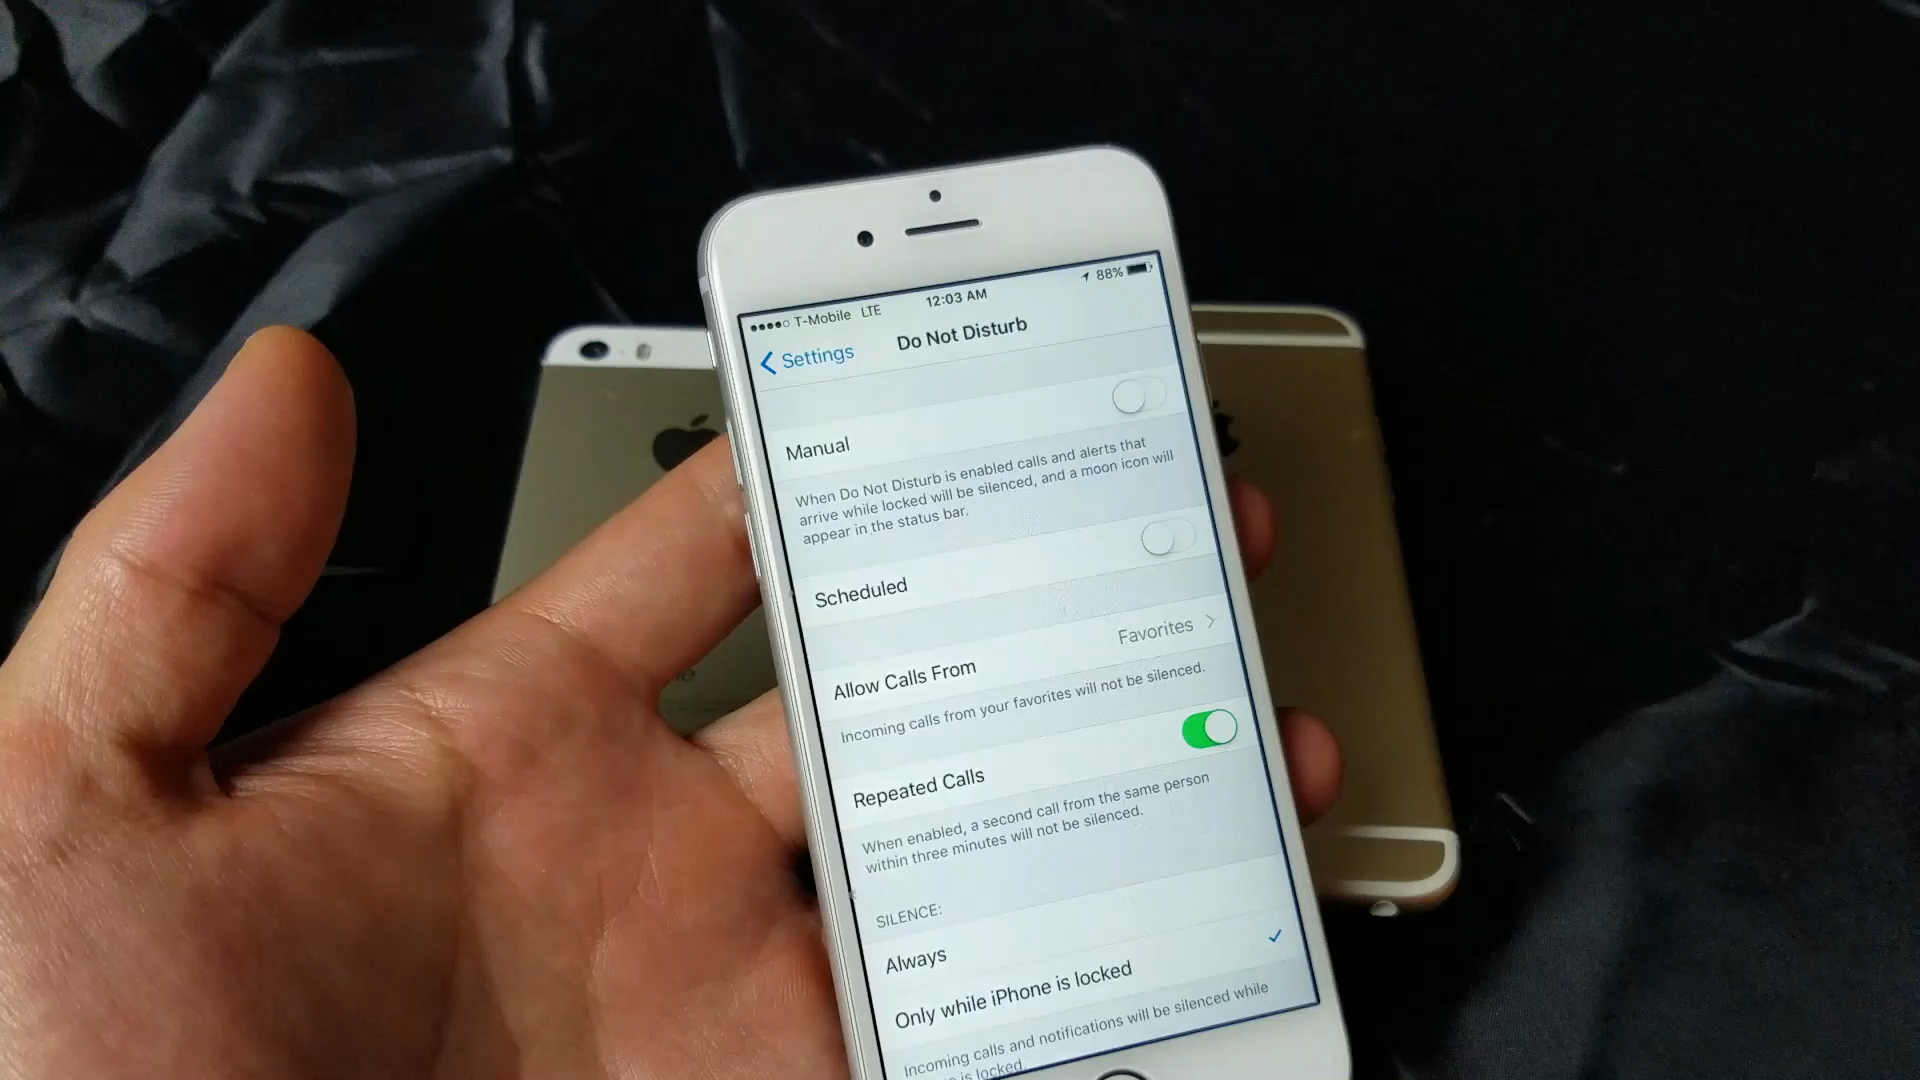 ●●●●○ T-Mobile LTE 12:03 AM 88%
Settings Do Not Disturb
Manual
When Do Not Disturb is enabled calls and alerts that
arrive while locked will be silenced, and a moon icon will
appear in the status bar.
Scheduled
Allow Calls From Favorites
Incoming calls from your favorites will not be silenced.
Repeated Calls
When enabled, a second call from the same person
within three minutes will not be silenced.
SILENCE:
Always
Only while iPhone is locked
Incoming calls and notifications will be silenced while
is locked.